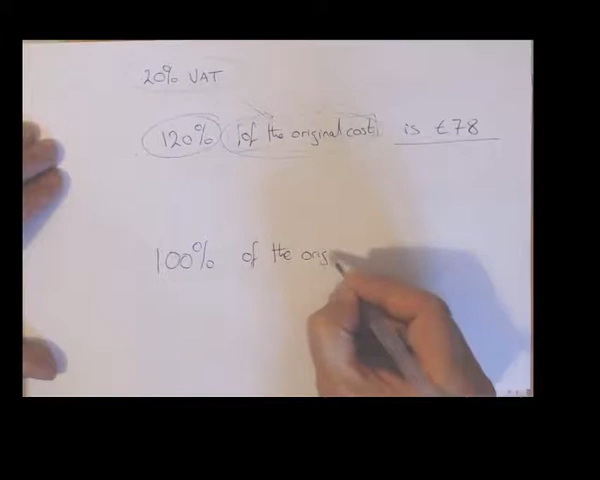 20% VAT
120% of the original cost is £78
100% of the orig